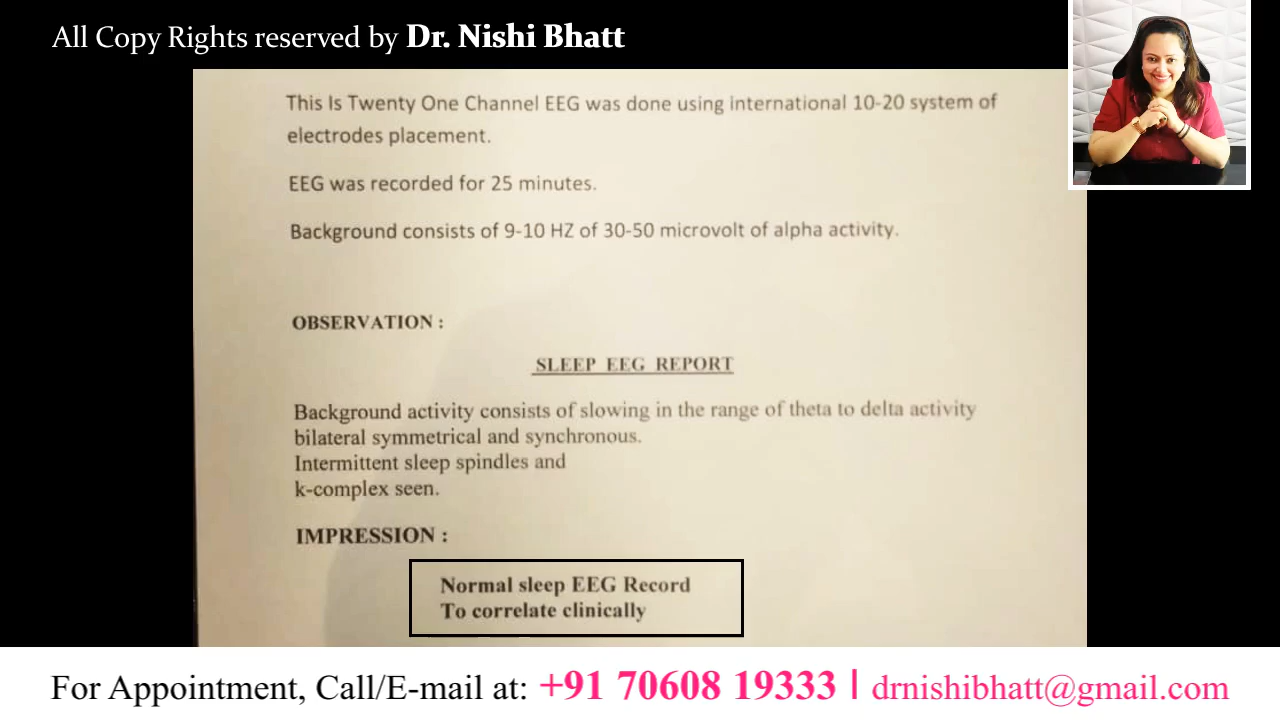 All Copy Rights reserved by Dr. Nishi Bhatt
This Is Twenty One Channel EEG was done using international 10-20 system of
electrodes placement.
EEG was recorded for 25 minutes.
Background consists of 9-10 HZ of 30-50 microvolt of alpha activity.
OBSERVATION :
SLEEP EEG REPORT
Background activity consists of slowing in the range of theta to delta activity
bilateral symmetrical and synchronous.
Intermittent sleep spindles and
k-complex seen.
IMPRESSION :
Normal sleep EEG Record
To correlate clinically
For Appointment, Call/E-mail at: +91 70608 19333 | drnishibhatt@gmail.com